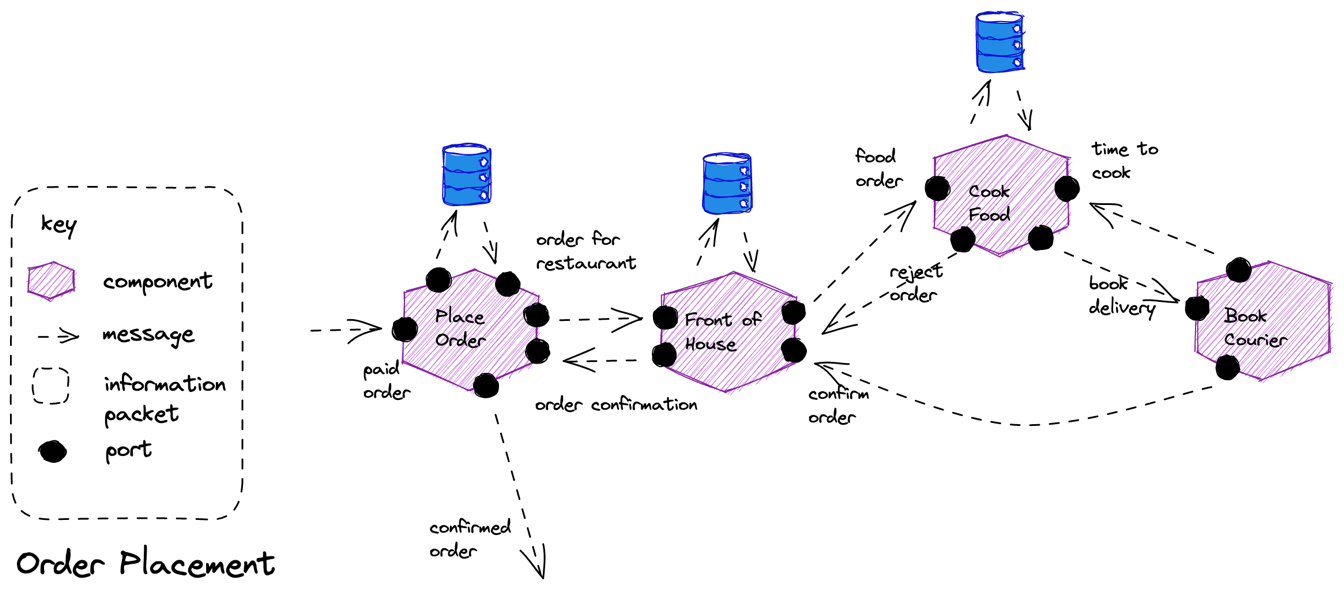 key
component
message
information
packet
port
Order Placement
paid
order
Place
Order
order for
restaurant
order confirmation
confirmed
order
Front of
House
food
order
reject
order
confirm
order
Cook
Food
time to
cook
book
delivery
Book
Courier